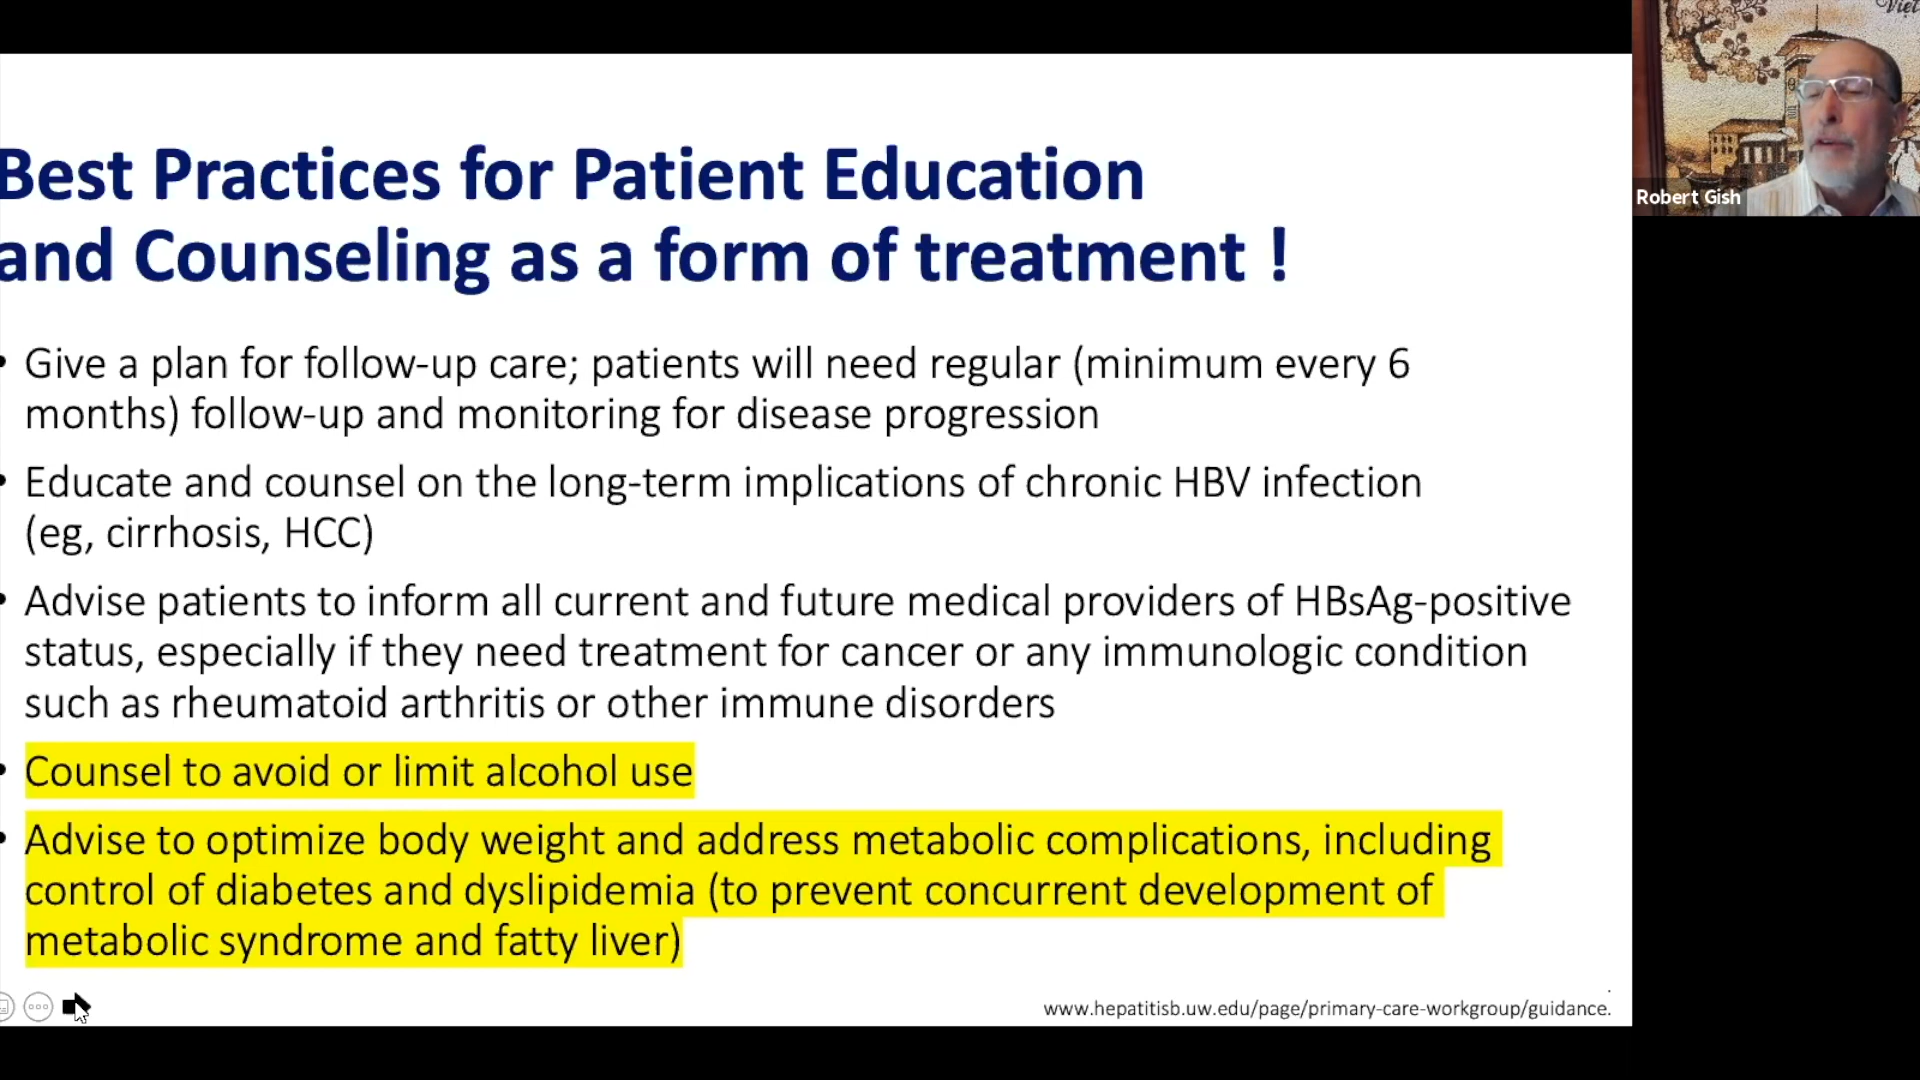 Best Practices for Patient Education
and Counseling as a form of treatment !
• Give a plan for follow-up care; patients will need regular (minimum every 6
months) follow-up and monitoring for disease progression
• Educate and counsel on the long-term implications of chronic HBV infection
(eg, cirrhosis, HCC)
• Advise patients to inform all current and future medical providers of HBsAg-positive
status, especially if they need treatment for cancer or any immunologic condition
such as rheumatoid arthritis or other immune disorders
• Counsel to avoid or limit alcohol use
• Advise to optimize body weight and address metabolic complications, including
control of diabetes and dyslipidemia (to prevent concurrent development of
metabolic syndrome and fatty liver)
www.hepatitisb.uw.edu/page/primary-care-workgroup/guidance.
Việt
Robert Gish